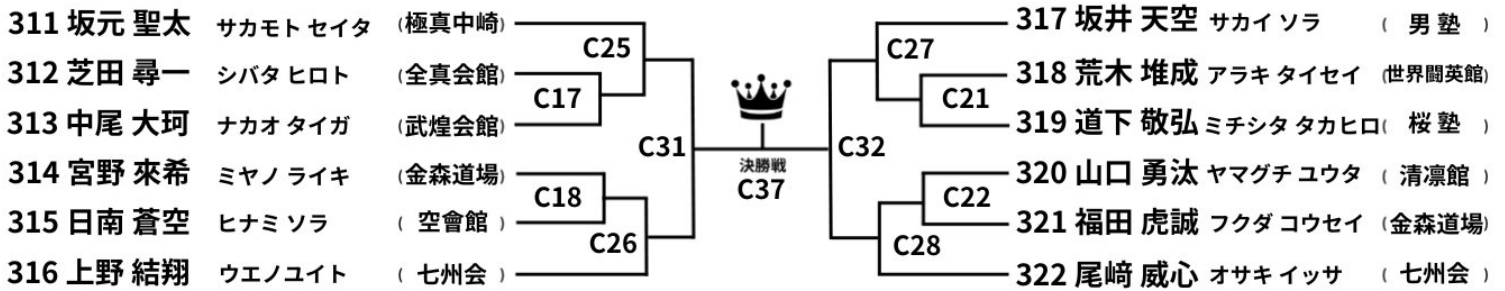 311 坂元 聖太 サカモト セイタ (極真中崎)
312 芝田 尋一 シバタ ヒロト (全真会館)
313 中尾 大珂 ナカオ タイガ (武煌会館)
314 宮野 來希 ミヤノ ライキ (金森道場)
315 日南 蒼空 ヒナミ ソラ ( 空會館 )
316 上野 結翔 ウエノユイト ( 七州会 )
C25
C17
C18
C26
C31
決勝戦
C37
C32
C27
C21
C22
C28
317 坂井 天空 サカイ ソラ ( 男 塾 )
318 荒木 堆成 アラキ タイセイ (世界闘英館)
319 道下 敬弘 ミチシタ タカヒロ( 桜 塾 )
320 山口 勇汰 ヤマグチ ユウタ ( 清凛館 )
321 福田 虎誠 フクダ コウセイ (金森道場)
322 尾﨑 威心 オサキ イッサ ( 七州会 )